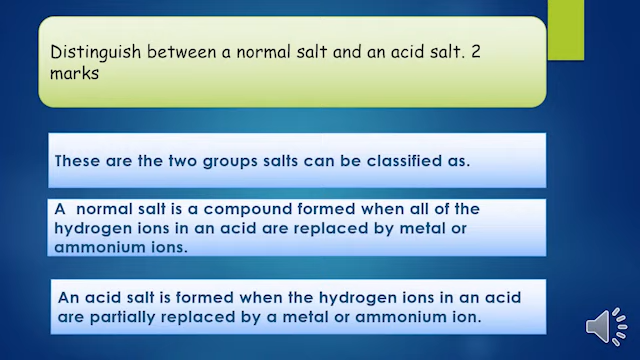 Distinguish between a normal salt and an acid salt. 2
marks
These are the two groups salts can be classified as.
A  normal salt is a compound formed when all of the
hydrogen ions in an acid are replaced by metal or
ammonium ions.
An acid salt is formed when the hydrogen ions in an acid
are partially replaced by a metal or ammonium ion.